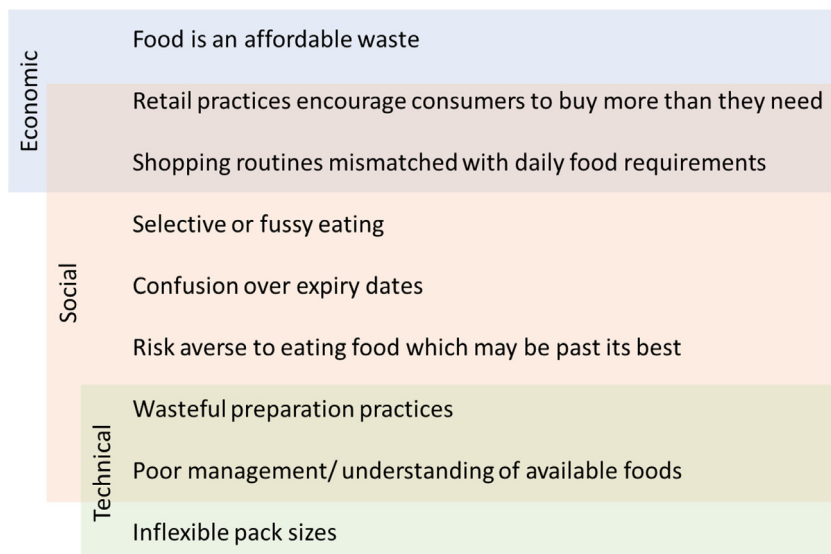 Economic
Food is an affordable waste
Retail practices encourage consumers to buy more than they need
Shopping routines mismatched with daily food requirements
Social
Selective or fussy eating
Confusion over expiry dates
Risk averse to eating food which may be past its best
Technical
Wasteful preparation practices
Poor management/ understanding of available foods
Inflexible pack sizes